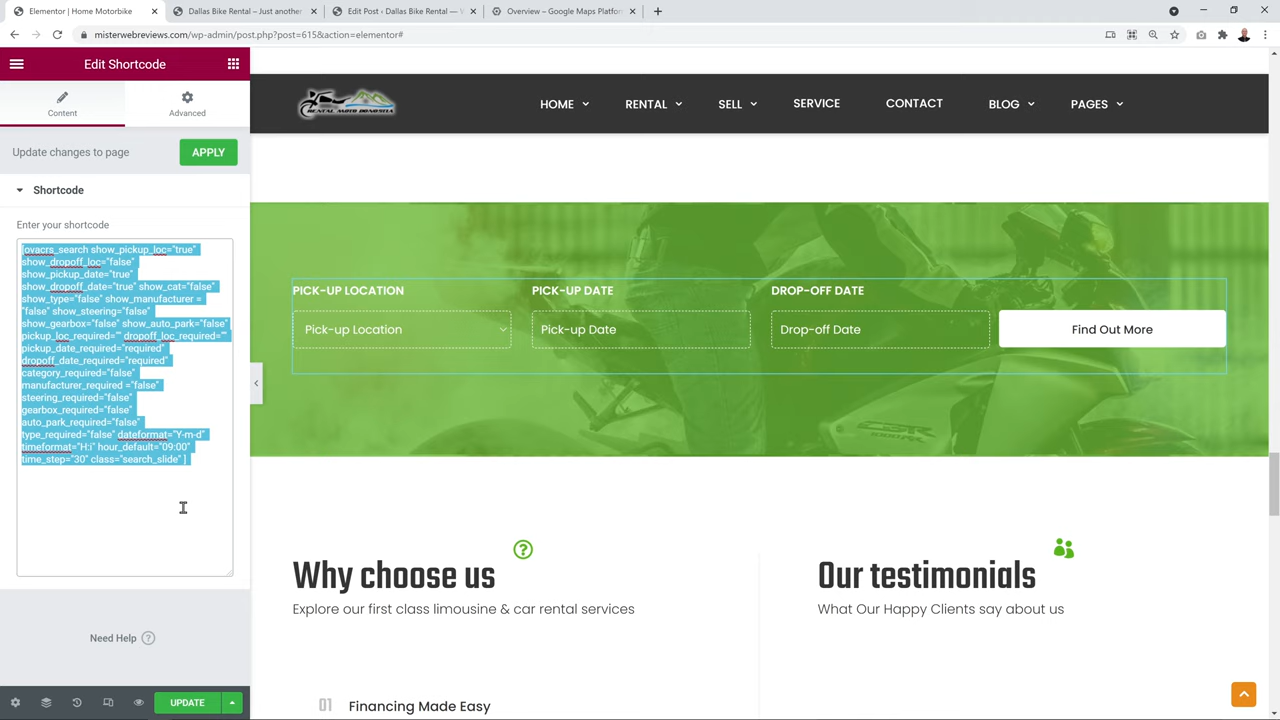 Elementor | Home Motorbike
Dallas Bike Rental – Just another
Edit Post ‹ Dallas Bike Rental — W
Overview – Google Maps Platfor
misterwebreviews.com/wp-admin/post.php?post=615&action=elementor#
Edit Shortcode
Content
Advanced
Update changes to page
APPLY
Shortcode
Enter your shortcode
[ovacrs_search show_pickup_loc="true"
show_dropoff_loc="false"
show_pickup_date="true"
show_dropoff_date="true" show_cat="false"
show_type="false" show_manufacturer =
"false" show_steering="false"
show_gearbox="false" show_auto_park="false"
pickup_loc_required="" dropoff_loc_required=""
pickup_date_required="required"
dropoff_date_required="required"
category_required="false"
manufacturer_required ="false"
steering_required="false"
gearbox_required="false"
auto_park_required="false"
type_required="false" dateformat="Y-m-d"
timeformat="H:i" hour_default="09:00"
time_step="30" class="search_slide" ]
Need Help
UPDATE
RENTAL MOTO
HOME
RENTAL
SELL
SERVICE
CONTACT
BLOG
PAGES
PICK-UP LOCATION
PICK-UP DATE
DROP-OFF DATE
Pick-up Location
Pick-up Date
Drop-off Date
Find Out More
Why choose us
Explore our first class limousine & car rental services
Our testimonials
What Our Happy Clients say about us
01 Financing Made Easy